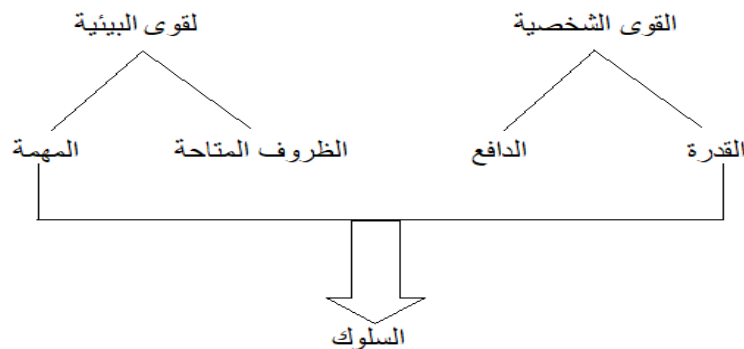 القوى الشخصية
لقوى البيئية
القدرة
الدافع
الظروف المتاحة
المهمة
السلوك